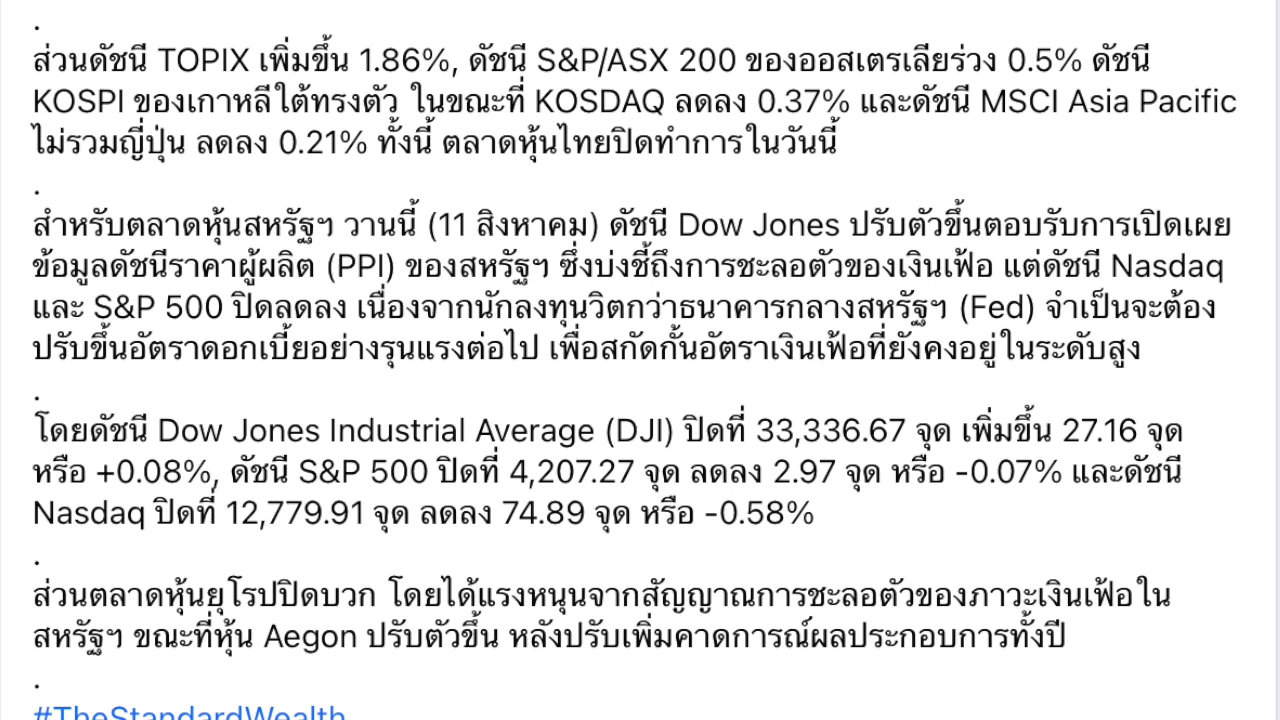 .
ส่วนดัชนี TOPIX เพิ่มขึ้น 1.86%, ดัชนี S&P/ASX 200 ของออสเตรเลียร่วง 0.5% ดัชนี
KOSPI ของเกาหลีใต้ทรงตัว ในขณะที่ KOSDAQ ลดลง 0.37% และดัชนี MSCI Asia Pacific
ไม่รวมญี่ปุ่น ลดลง 0.21% ทั้งนี้ ตลาดหุ้นไทยปิดทำการในวันนี้
.
สำหรับตลาดหุ้นสหรัฐฯ วานนี้ (11 สิงหาคม) ดัชนี Dow Jones ปรับตัวขึ้นตอบรับการเปิดเผย
ข้อมูลดัชนีราคาผู้ผลิต (PPI) ของสหรัฐฯ ซึ่งบ่งชี้ถึงการชะลอตัวของเงินเฟ้อ แต่ดัชนี Nasdaq
และ S&P 500 ปิดลดลง เนื่องจากนักลงทุนวิตกว่าธนาคารกลางสหรัฐฯ (Fed) จำเป็นจะต้อง
ปรับขึ้นอัตราดอกเบี้ยอย่างรุนแรงต่อไป เพื่อสกัดกั้นอัตราเงินเฟ้อที่ยังคงอยู่ในระดับสูง
.
โดยดัชนี Dow Jones Industrial Average (DJI) ปิดที่ 33,336.67 จุด เพิ่มขึ้น 27.16 จุด
หรือ +0.08%, ดัชนี S&P 500 ปิดที่ 4,207.27 จุด ลดลง 2.97 จุด หรือ -0.07% และดัชนี
Nasdaq ปิดที่ 12,779.91 จุด ลดลง 74.89 จุด หรือ -0.58%
.
ส่วนตลาดหุ้นยุโรปปิดบวก โดยได้แรงหนุนจากสัญญาณการชะลอตัวของภาวะเงินเฟ้อใน
สหรัฐฯ ขณะที่หุ้น Aegon ปรับตัวขึ้น หลังปรับเพิ่มคาดการณ์ผลประกอบการทั้งปี
.
#TheStandardWealth